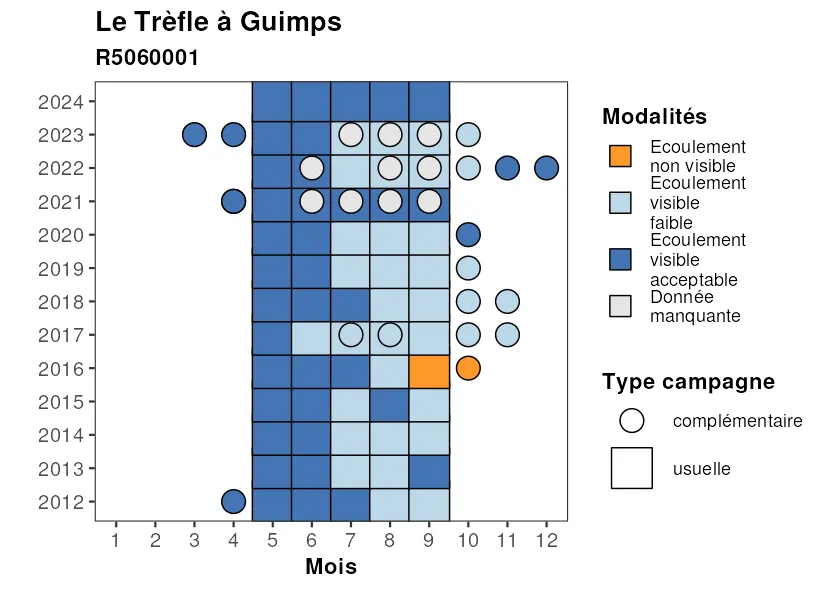 Le Trèfle à Guimps
R5060001
2024
2023
2022
2021
2020
2019
2018
2017
2016
2015
2014
2013
2012
1 2 3 4 5 6 7 8 9 10 11 12
Mois
Modalités
Ecoulement
non visible
Ecoulement
visible
faible
Ecoulement
visible
acceptable
Donnée
manquante
Type campagne
complémentaire
usuelle